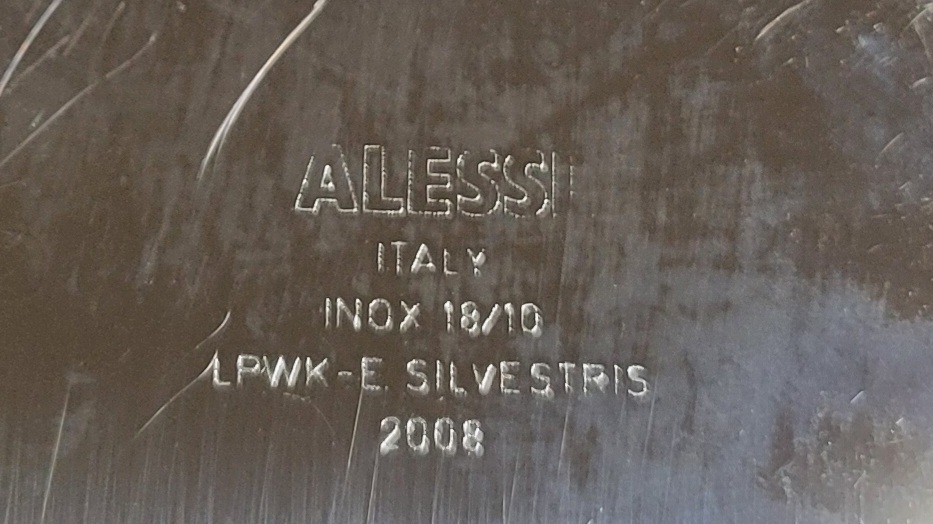 ALESSI
ITALY
INOX 18/10
LPWK-E. SILVESTRIS
2008